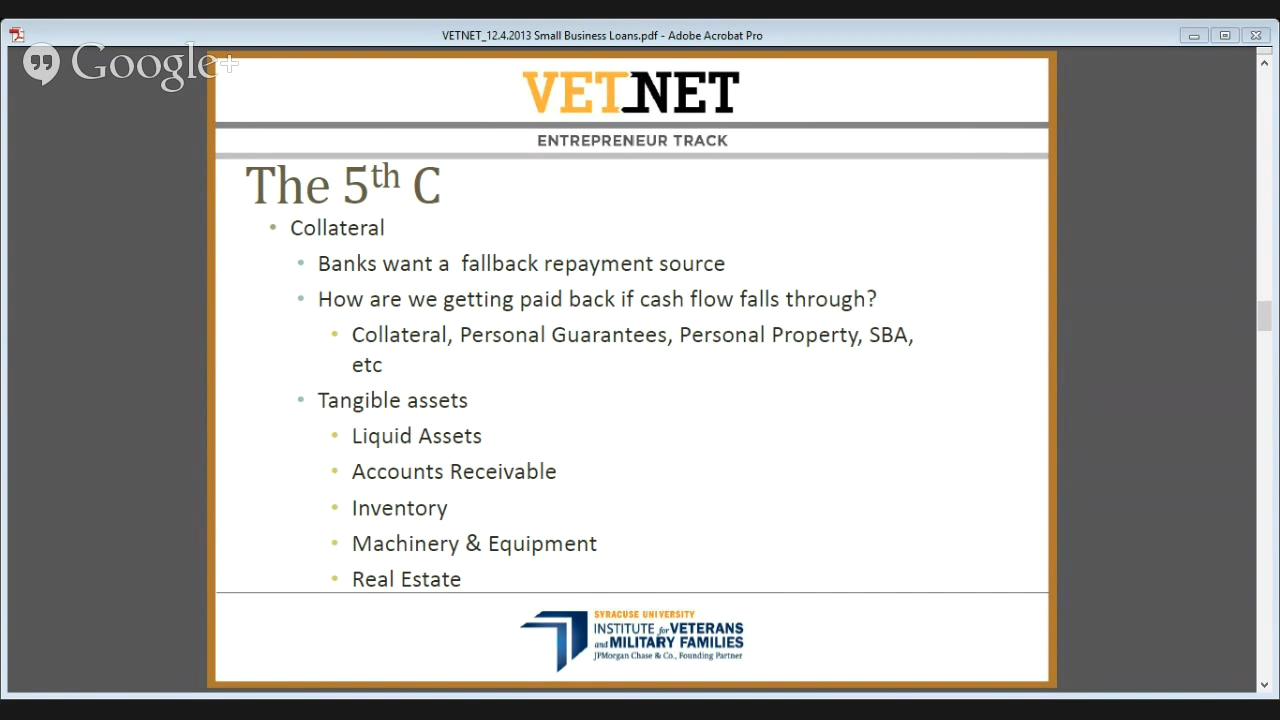 VETNET_12.4.2013 Small Business Loans.pdf - Adobe Acrobat Pro
Google+
VETNET
ENTREPRENEUR TRACK
The 5th C
• Collateral
• Banks want a fallback repayment source
• How are we getting paid back if cash flow falls through?
• Collateral, Personal Guarantees, Personal Property, SBA,
etc
• Tangible assets
• Liquid Assets
• Accounts Receivable
• Inventory
• Machinery & Equipment
• Real Estate
SYRACUSE UNIVERSITY
INSTITUTE for VETERANS
and MILITARY FAMILIES
JPMorgan Chase & Co., Founding Partner